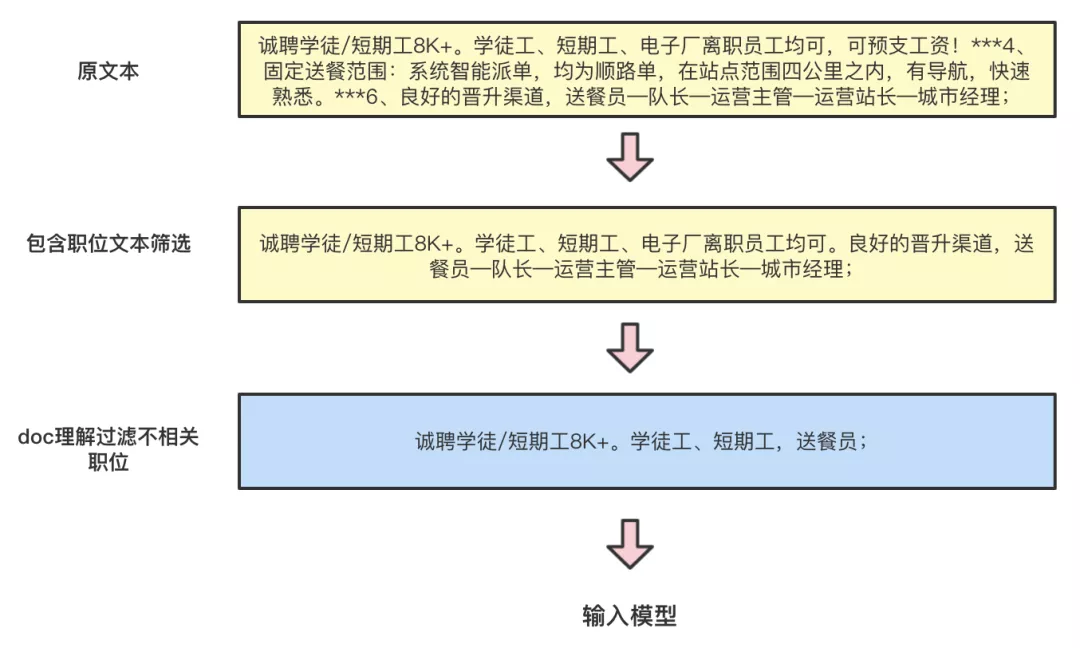 原文本
诚聘学徒/短期工8K+。学徒工、短期工、电子厂离职员工均可，可预支工资！***4、
固定送餐范围：系统智能派单，均为顺路单，在站点范围四公里之内，有导航，快速
熟悉。***6、良好的晋升渠道，送餐员—队长—运营主管—运营站长—城市经理；
包含职位文本筛选
诚聘学徒/短期工8K+。学徒工、短期工、电子厂离职员工均可。良好的晋升渠道，送
餐员—队长—运营主管—运营站长—城市经理；
doc理解过滤不相关
职位
诚聘学徒/短期工8K+。学徒工、短期工，送餐员；
输入模型